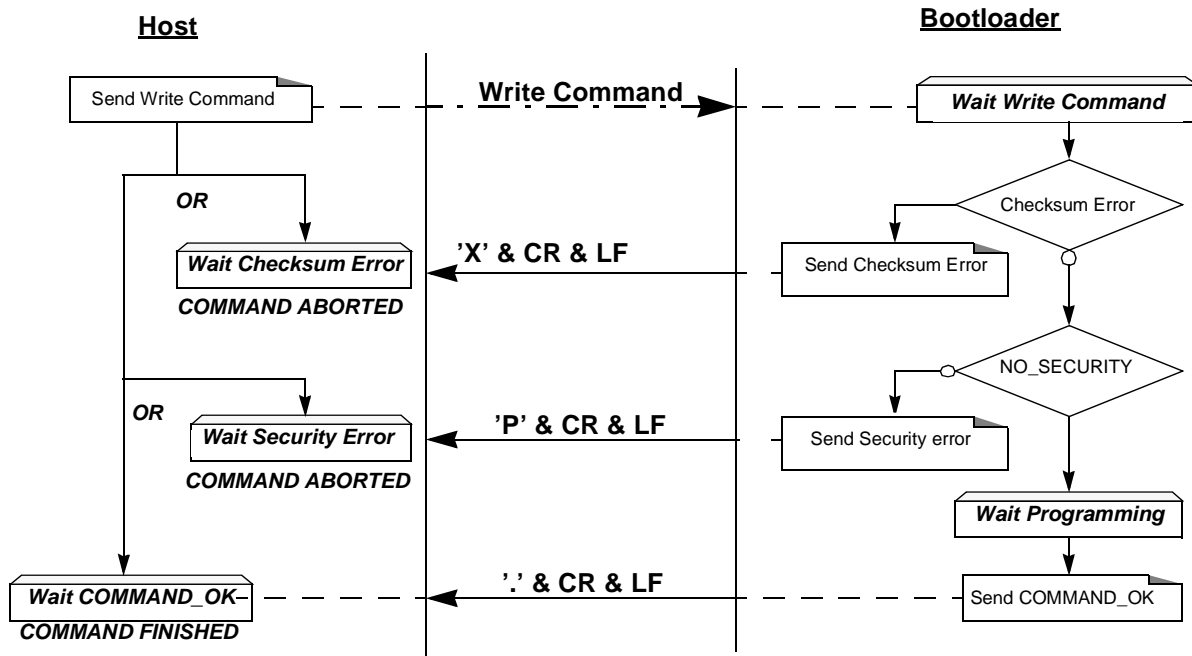 Host
Bootloader
Send Write Command
Write Command
Wait Write Command
OR
Checksum Error
Wait Checksum Error
’X’ & CR & LF
Send Checksum Error
COMMAND ABORTED
NO_SECURITY
OR
Wait Security Error
’P’ & CR & LF
Send Security error
COMMAND ABORTED
Wait Programming
Wait COMMAND_OK
’.’ & CR & LF
Send COMMAND_OK
COMMAND FINISHED